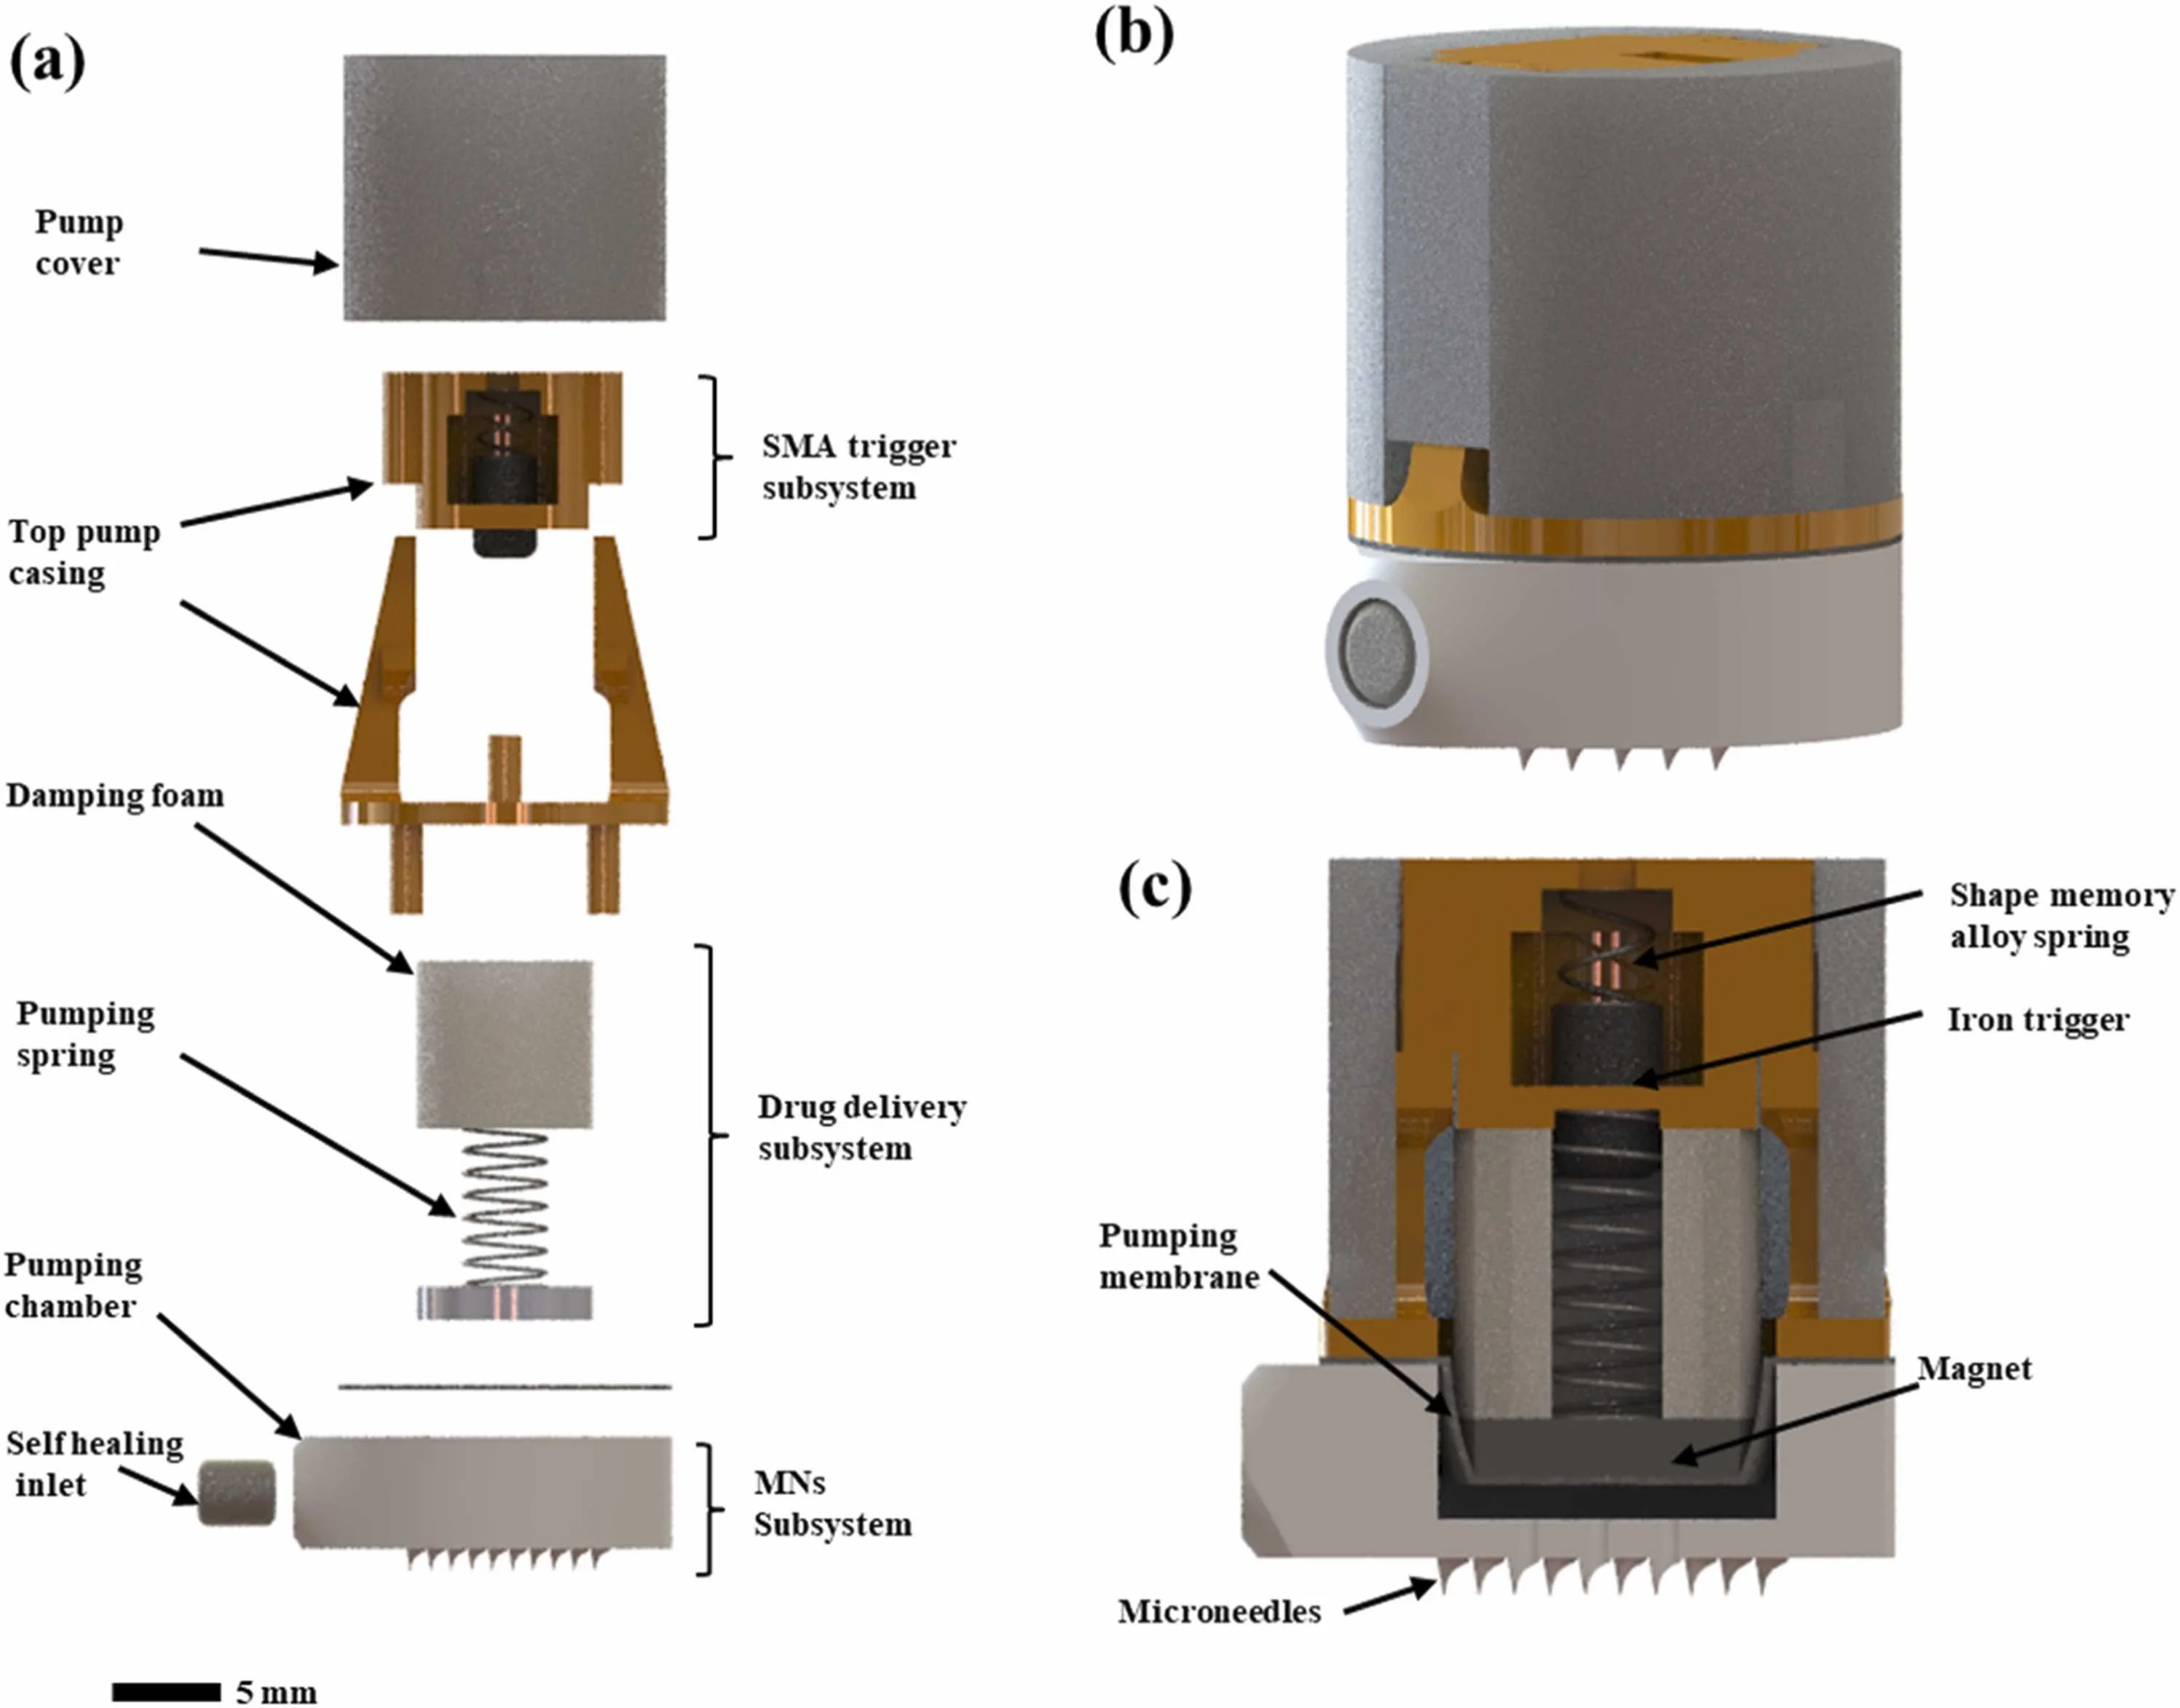 (a)
Pump
cover
SMA trigger
subsystem
Top pump
casing
Damping foam
Pumping
spring
Drug delivery
subsystem
Pumping
chamber
Self healing
inlet
MNs
Subsystem
5 mm
(b)
(c)
Shape memory
alloy spring
Iron trigger
Pumping
membrane
Magnet
Microneedles